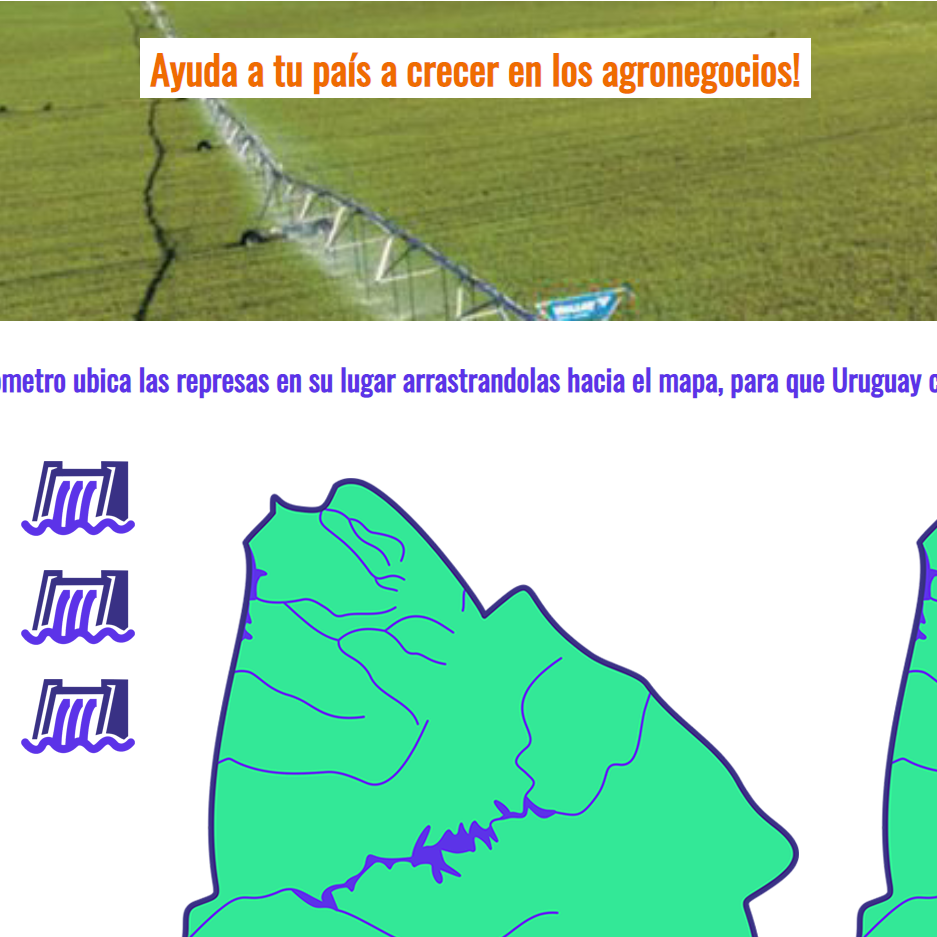 Ayuda a tu país a crecer en los agronegocios!
ometro ubica las represas en su lugar arrastrandolas hacia el mapa, para que Uruguay c
VALLEY